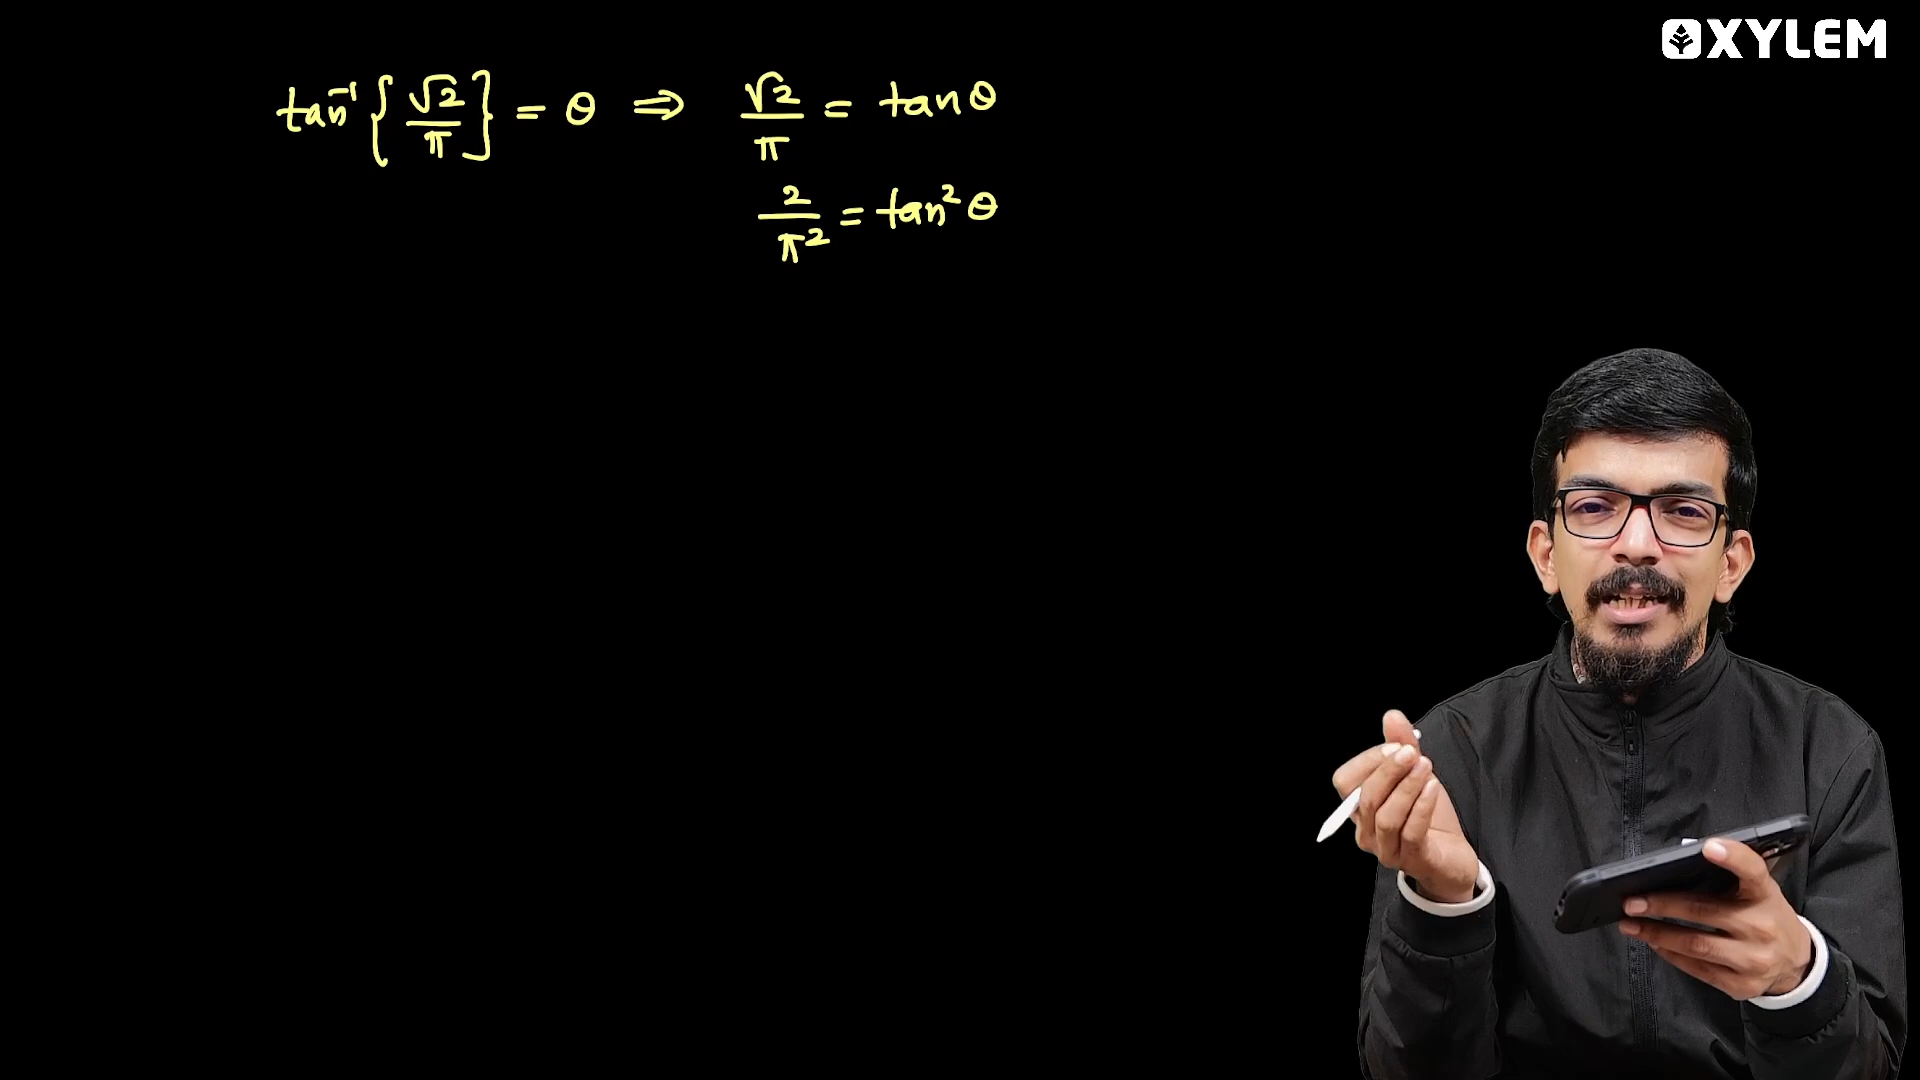 XYLEM
tan⁻¹{√2/π} = θ ⇒ √2/π = tanθ
2/π² = tan²θ